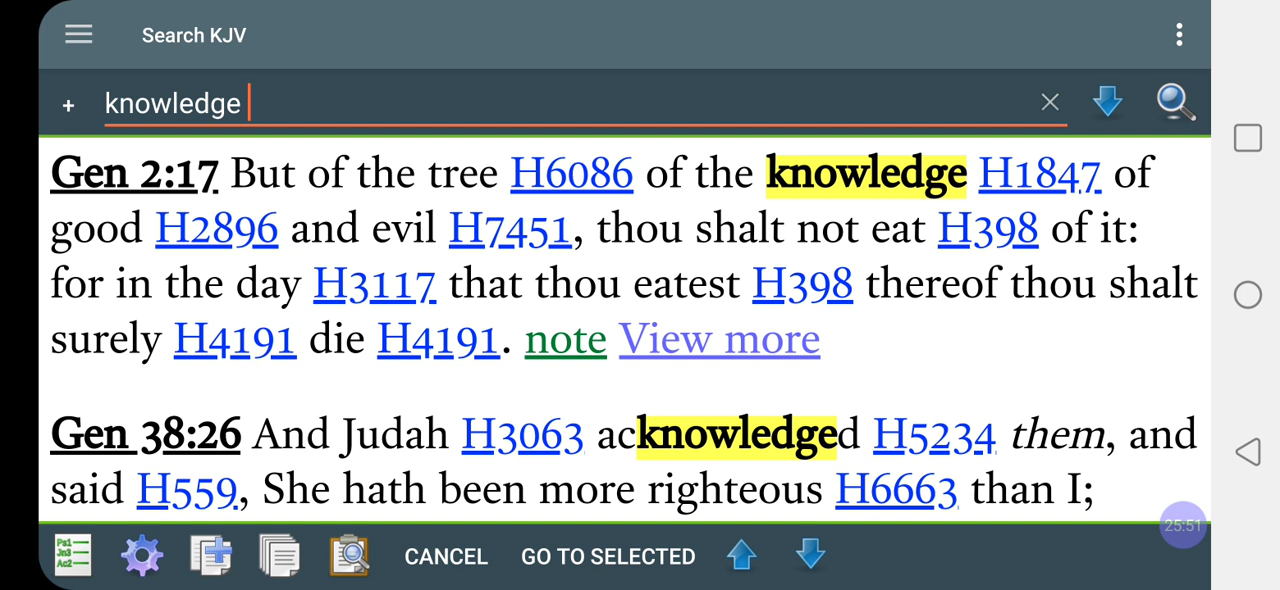 Search KJV
+ knowledge
Gen 2:17 But of the tree H6086 of the knowledge H1847 of
good H2896 and evil H7451, thou shalt not eat H398 of it:
for in the day H3117 that thou eatest H398 thereof thou shalt
surely H4191 die H4191. note View more
Gen 38:26 And Judah H3063 acknowledged H5234 them, and
said H559, She hath been more righteous H6663 than I;
25:51
Ps1
Jn3
Ac2
CANCEL GO TO SELECTED